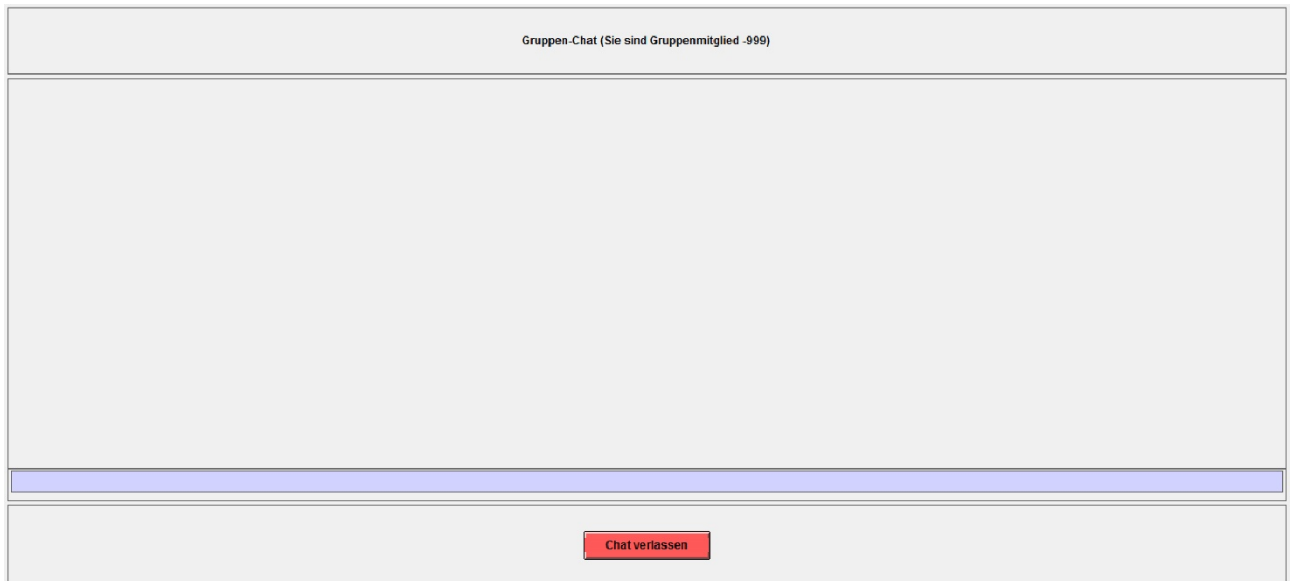 Gruppen-Chat (Sie sind Gruppenmitglied -999)
Chat verlassen